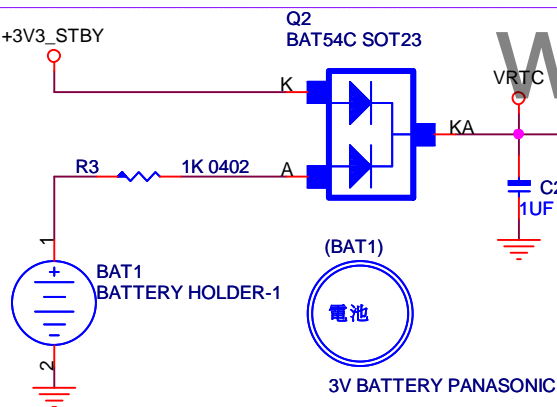 Q2
BAT54C SOT23
+3V3_STBY
W
VRTC
K
KA
A
R3
1K 0402
1UF
1
BAT1
BATTERY HOLDER-1
(BAT1)
電池
2
3V BATTERY PANASONIC